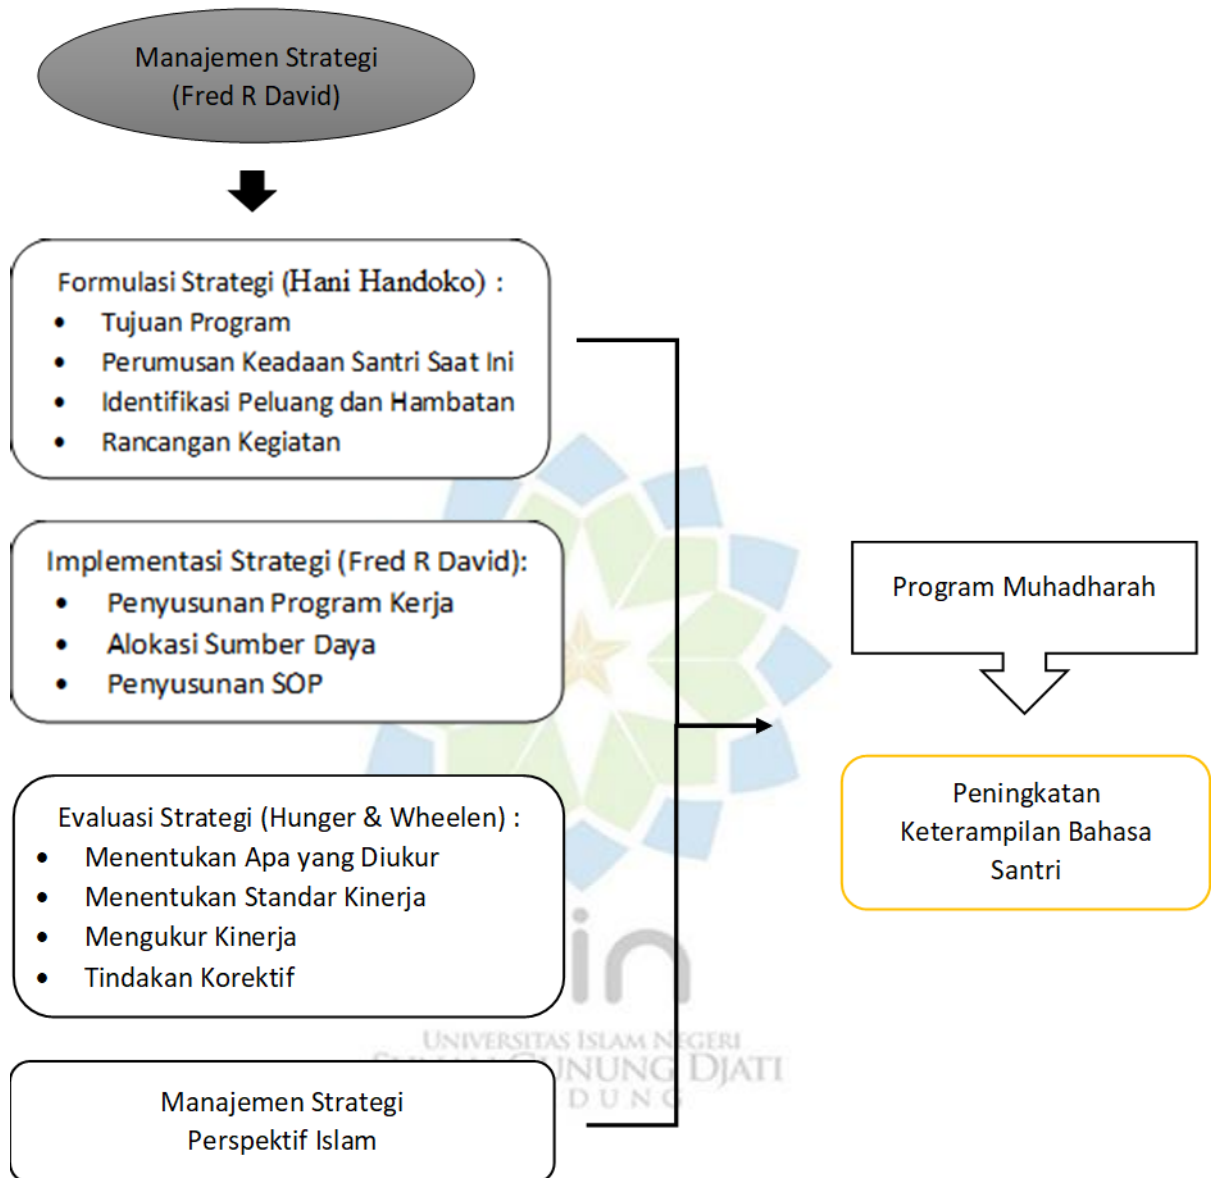 Manajemen Strategi
(Fred R David)
Formulasi Strategi (Hani Handoko) :
• Tujuan Program
• Perumusan Keadaan Santri Saat Ini
• Identifikasi Peluang dan Hambatan
• Rancangan Kegiatan
Implementasi Strategi (Fred R David):
• Penyusunan Program Kerja
• Alokasi Sumber Daya
• Penyusunan SOP
Evaluasi Strategi (Hunger & Wheelen) :
• Menentukan Apa yang Diukur
• Menentukan Standar Kinerja
• Mengukur Kinerja
• Tindakan Korektif
Manajemen Strategi
Perspektif Islam
Program Muhadharah
Peningkatan
Keterampilan Bahasa
Santri
in
UNIVERSITAS ISLAM NEGERI
GUNUNG DJATI